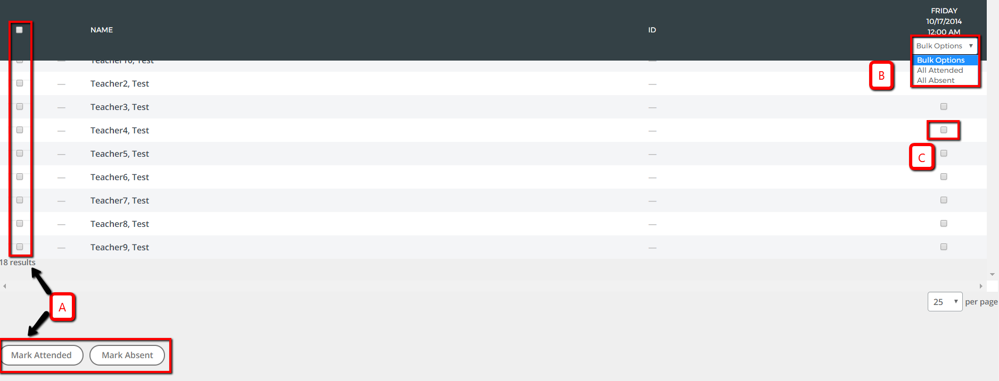 FRIDAY
10/17/2014
12:00 AM
NAME
ID
Bulk Options
Bulk Options
All Attended
All Absent
B
Teacher10, Test
—
Teacher2, Test
—
—
Teacher3, Test
—
—
Teacher4, Test
—
—
Teacher5, Test
—
C
—
Teacher6, Test
—
—
Teacher7, Test
—
—
Teacher8, Test
—
—
Teacher9, Test
—
18 results
A
25
per page
Mark Attended
Mark Absent